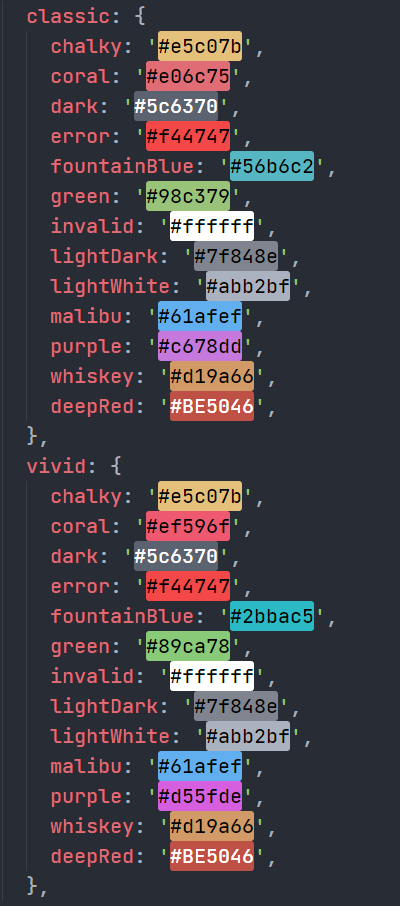 classic: {
chalky: '#e5c07b',
coral: '#e06c75',
dark: '#5c6370',
error: '#f44747',
fountainBlue: '#56b6c2',
green: '#98c379',
invalid: '#ffffff',
lightDark: '#7f848e',
lightWhite: '#abb2bf',
malibu: '#61afef',
purple: '#c678dd',
whiskey: '#d19a66',
deepRed: '#BE5046',
},
vivid: {
chalky: '#e5c07b',
coral: '#ef596f',
dark: '#5c6370',
error: '#f44747',
fountainBlue: '#2bbac5',
green: '#89ca78',
invalid: '#ffffff',
lightDark: '#7f848e',
lightWhite: '#abb2bf',
malibu: '#61afef',
purple: '#d55fde',
whiskey: '#d19a66',
deepRed: '#BE5046',
},